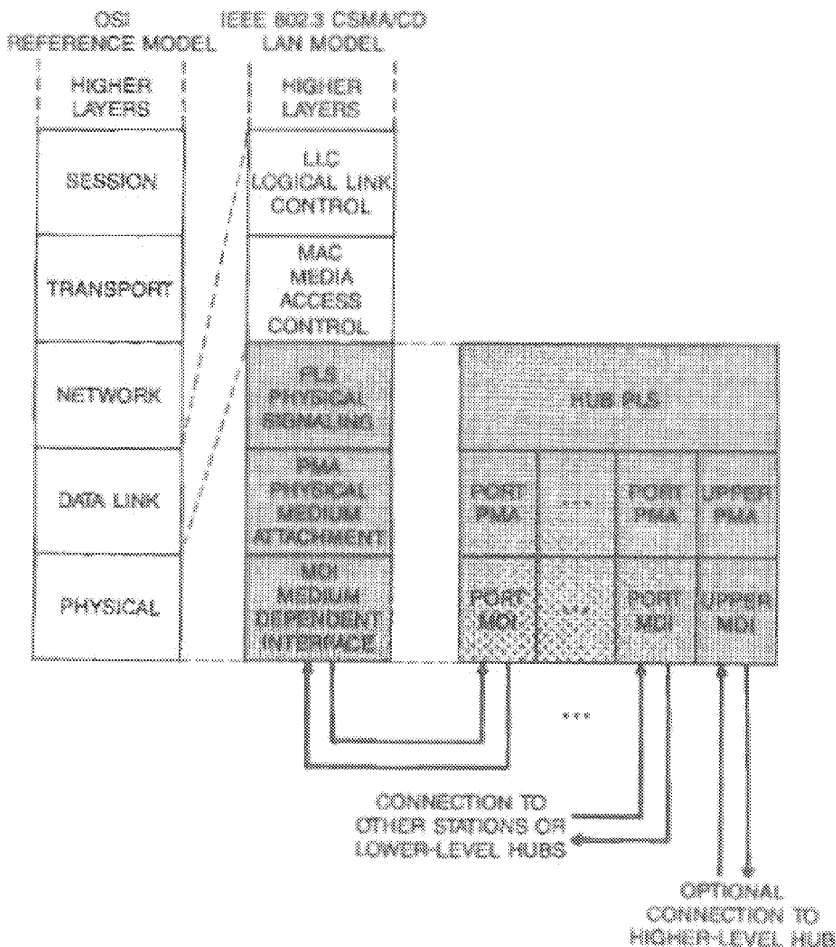 OSI
REFERENCE MODEL
IEEE 802.3 CSMA/CD
LAN MODEL
HIGHER
LAYERS
SESSION
TRANSPORT
NETWORK
DATA LINK
PHYSICAL
HIGHER
LAYERS
LLC
LOGICAL LINK
CONTROL
MAC
MEDIA
ACCESS
CONTROL
PLS
PHYSICAL
SIGNALING
PMA
PHYSICAL
MEDIUM
ATTACHMENT
MDI
MEDIUM
DEPENDENT
INTERFACE
HUB PLS
PORT
PMA
...
PORT
PMA
UPPER
PMA
PORT
MDI
...
PORT
MDI
UPPER
MDI
...
CONNECTION TO
OTHER STATIONS OR
LOWER-LEVEL HUBS
OPTIONAL
CONNECTION TO
HIGHER-LEVEL HUB